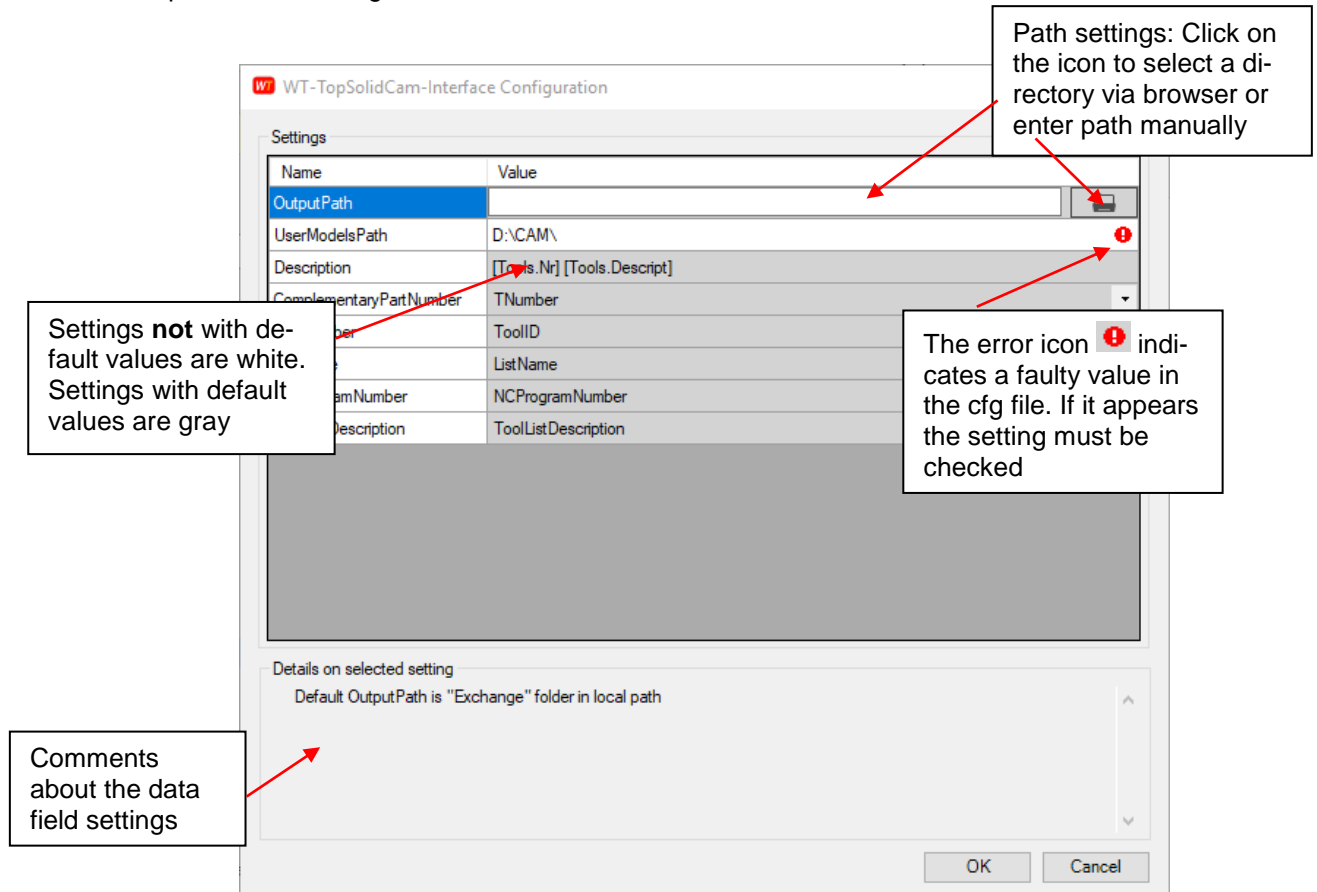 Path settings: Click on
the icon to select a di-
rectory via browser or
enter path manually
WT WT-TopSolidCam-Interface Configuration
Settings
Name Value
OutputPath
UserModelsPath D:\CAM\
Description [Tools.Nr] [Tools.Descript]
ComplementaryPartNumber TNumber
ToolID
ListName
NCProgramNumber
ToolListDescription
Settings not with de-
fault values are white.
Settings with default
values are gray
The error icon indi-
cates a faulty value in
the cfg file. If it appears
the setting must be
checked
Details on selected setting
Default OutputPath is "Exchange" folder in local path
Comments
about the data
field settings
OK Cancel